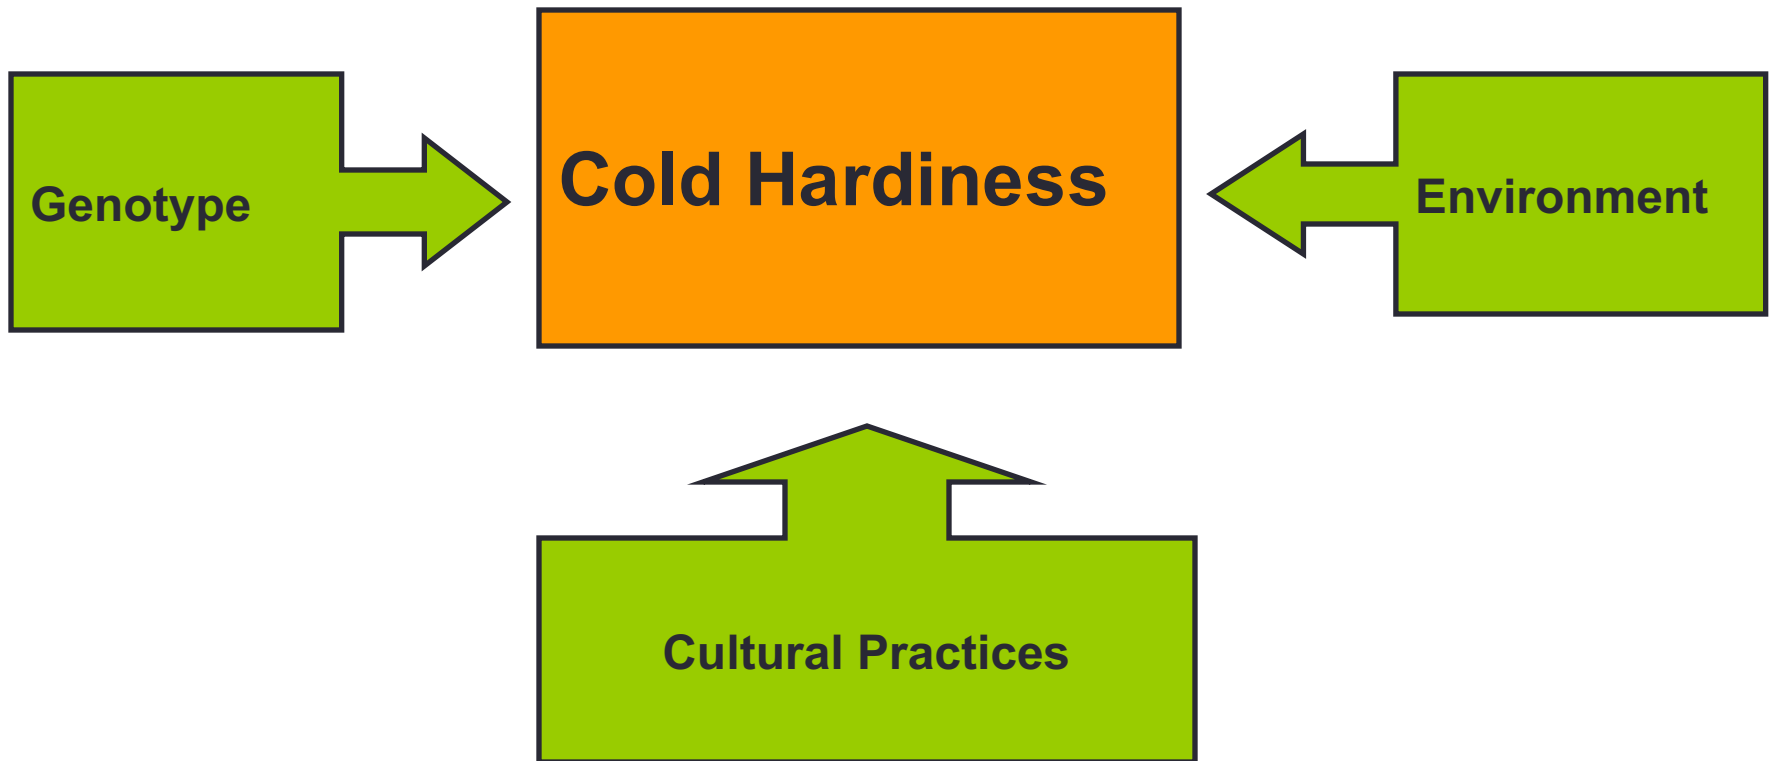 Genotype
Cold Hardiness
Environment
Cultural Practices